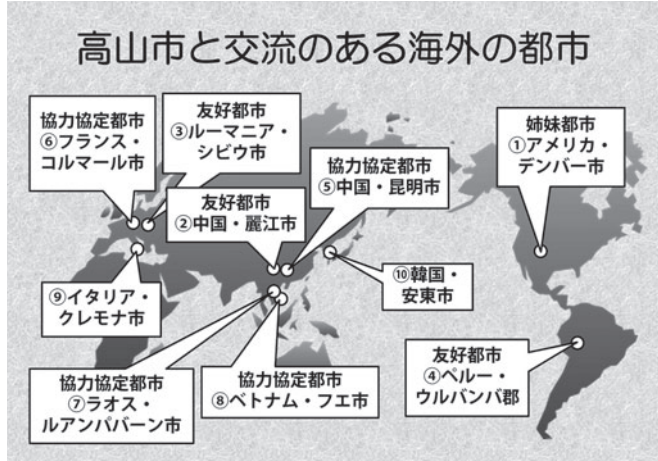 高山市と交流のある海外の都市
協力協定都市
⑥フランス・
コルマール市
友好都市
③ルーマニア・
シビウ市
友好都市
②中国・麗江市
協力協定都市
⑤中国・昆明市
姉妹都市
①アメリカ・
デンバー市
⑨イタリア・
クレモナ市
⑩韓国・
安東市
協力協定都市
⑦ラオス・
ルアンパバーン市
協力協定都市
⑧ベトナム・フエ市
友好都市
④ペルー・
ウルバンバ郡